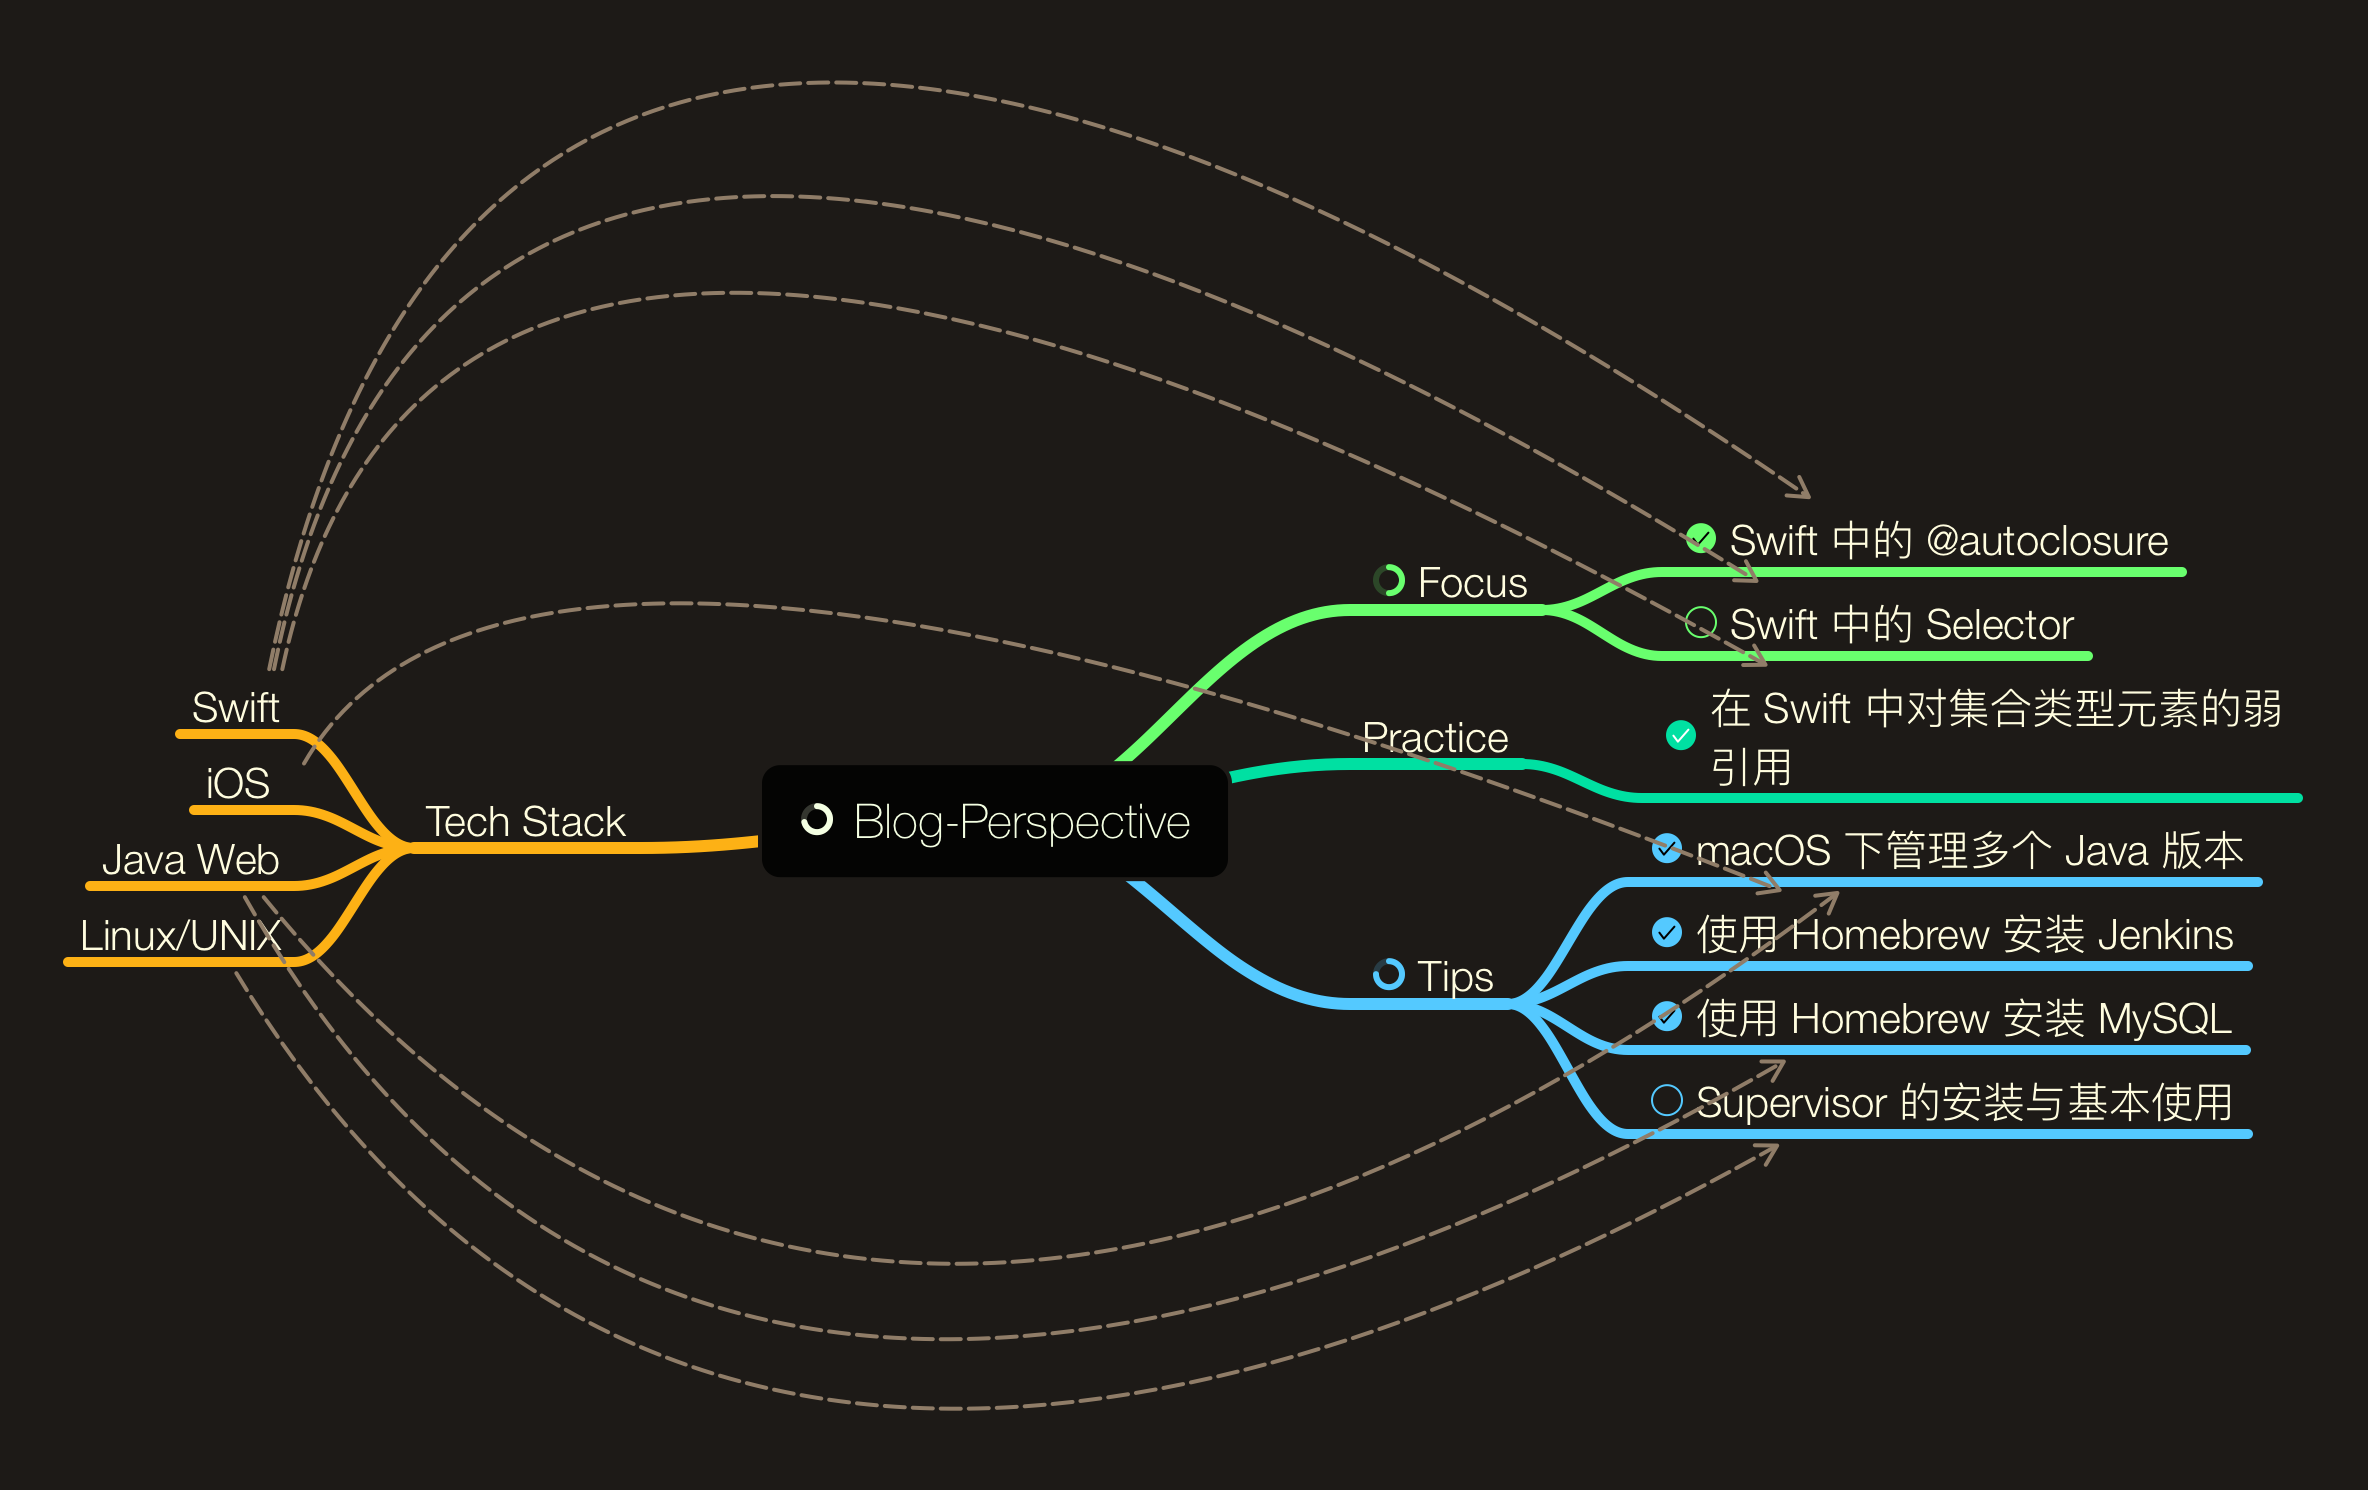 Swift
iOS
Java Web
Linux/UNIX
Tech Stack
Blog-Perspective
Focus
Swift 中的 @autoclosure
Swift 中的 Selector
Practice
在 Swift 中对集合类型元素的弱
引用
Tips
macOS 下管理多个 Java 版本
使用 Homebrew 安装 Jenkins
使用 Homebrew 安装 MySQL
Supervisor 的安装与基本使用